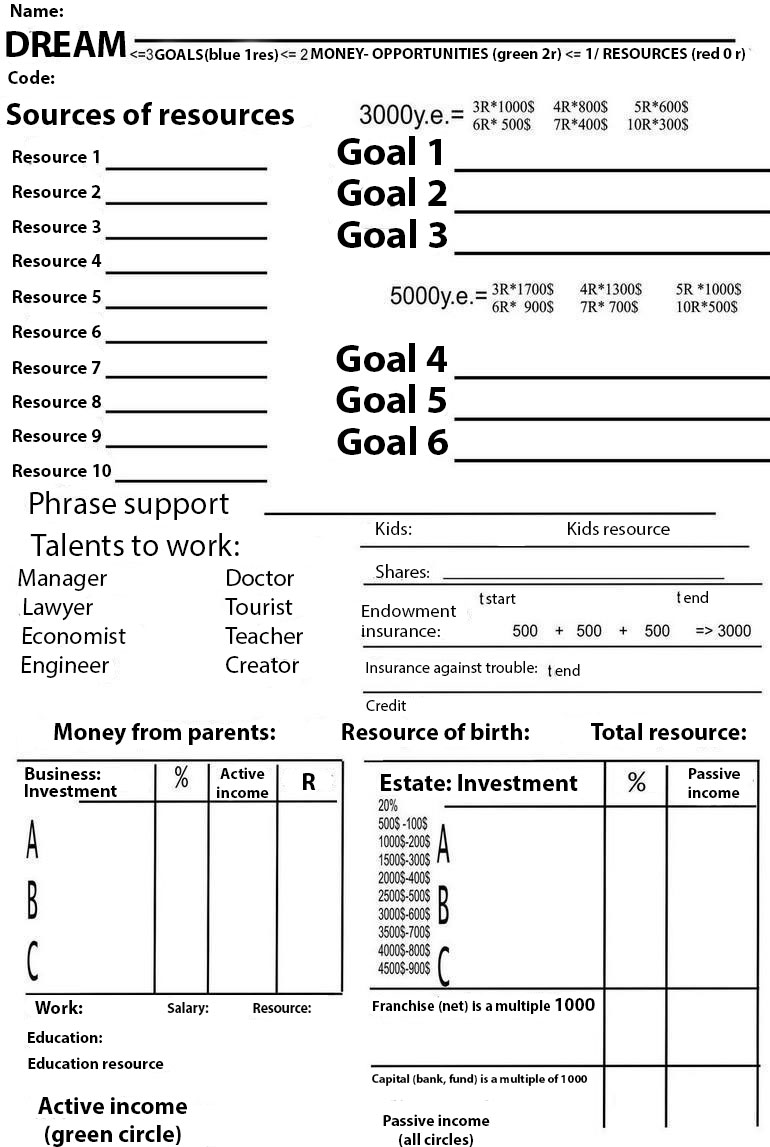 Name:
DREAM <=3GOALS(blue 1res)<= 2 MONEY- OPPORTUNITIES (green 2r) <= 1/ RESOURCES (red 0 r)
Code:
Sources of resources
3000y.e.= 3R*1000$ 4R*800$ 5R*600$
6R* 500$ 7R*400$ 10R*300$
Resource 1
Resource 2
Resource 3
Resource 4
Resource 5
Resource 6
Resource 7
Resource 8
Resource 9
Resource 10
Goal 1
Goal 2
Goal 3
5000y.e.= 3R*1700$ 4R*1300$ 5R *1000$
6R* 900$ 7R* 700$ 10R*500$
Goal 4
Goal 5
Goal 6
Phrase support
Talents to work:
Manager Doctor
Lawyer Tourist
Economist Teacher
Engineer Creator
Kids: Kids resource
Shares:
t start t end
Endowment
insurance: 500 + 500 + 500 => 3000
Insurance against trouble: t end
Credit
Money from parents: Resource of birth: Total resource:
Business:
Investment
%
Active
income
R
A
B
C
Estate: Investment
%
Passive
income
20%
500$ -100$
1000$-200$
1500$-300$
2000$-400$
2500$-500$
3000$-600$
3500$-700$
4000$-800$
4500$-900$
A
B
C
Work: Salary: Resource:
Education:
Education resource
Active income
(green circle)
Franchise (net) is a multiple 1000
Capital (bank, fund) is a multiple of 1000
Passive income
(all circles)